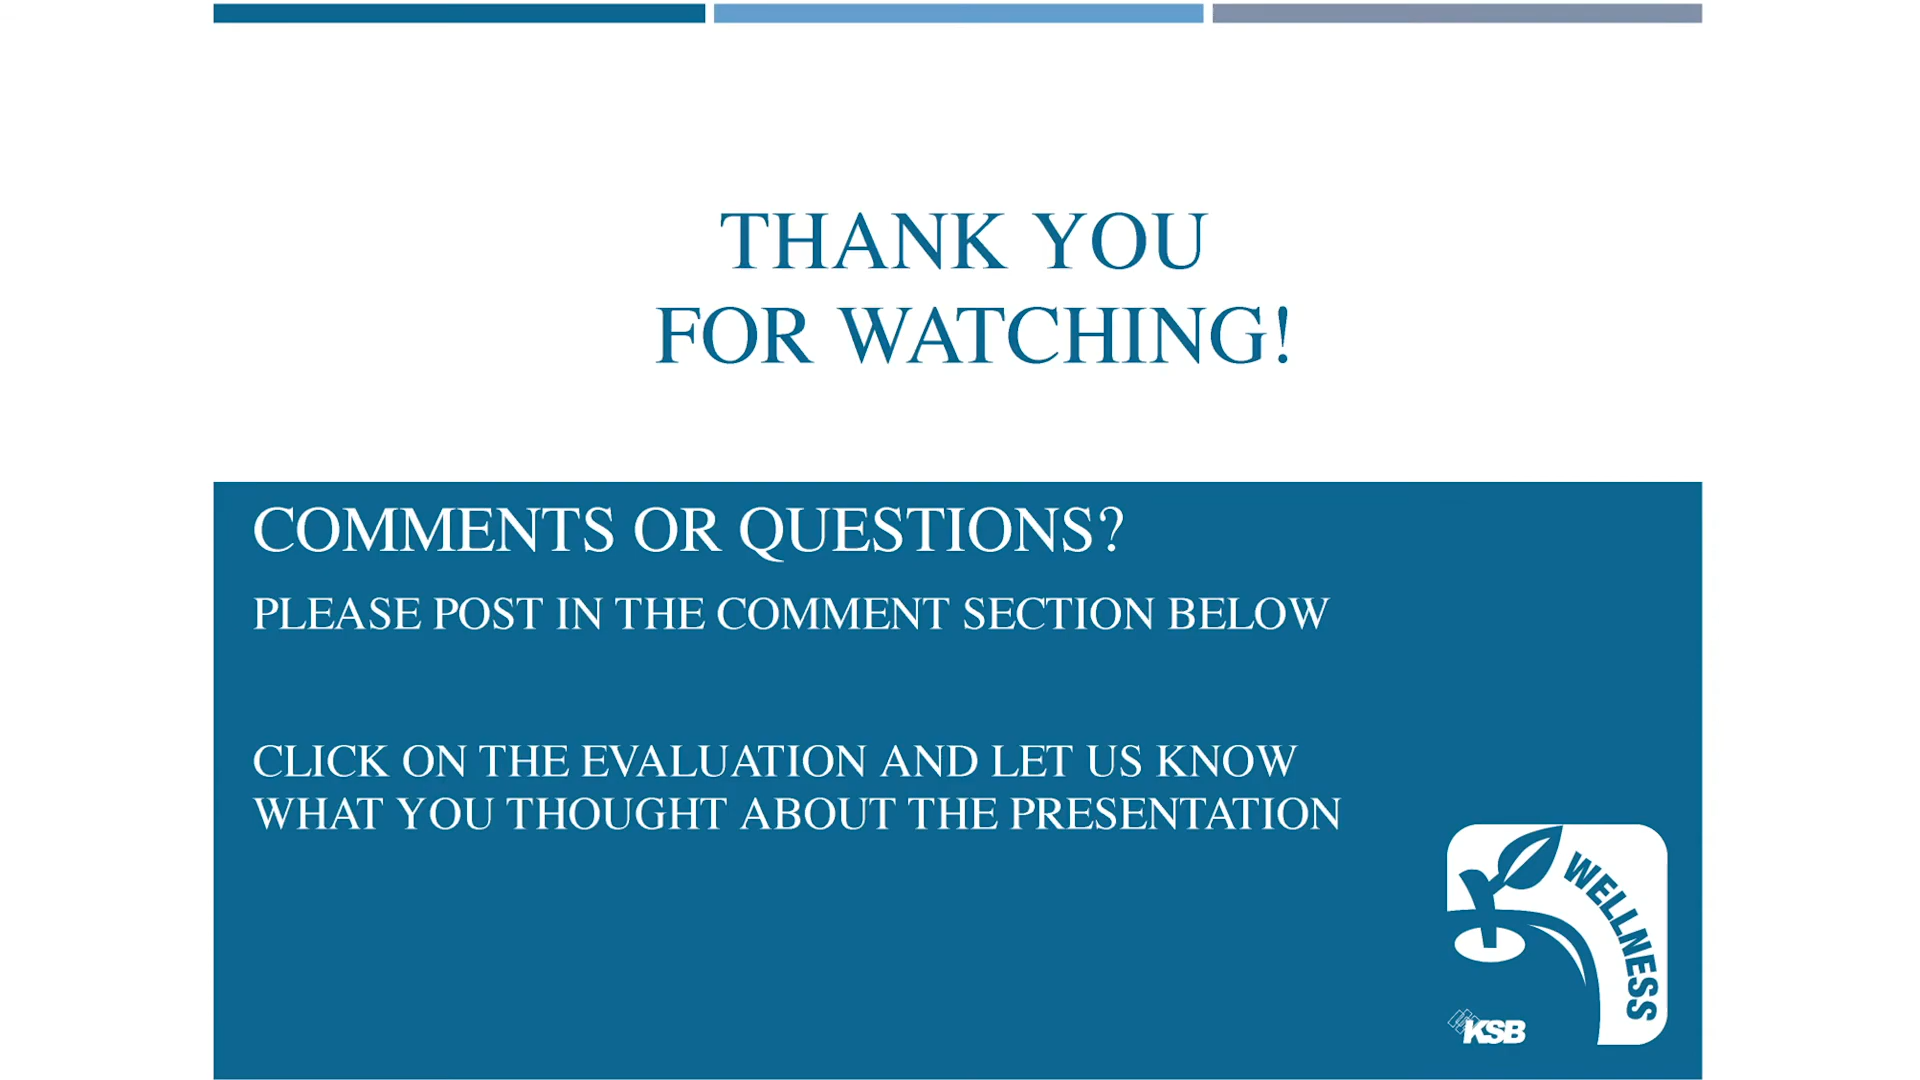 THANK YOU
FOR WATCHING!
COMMENTS OR QUESTIONS?
PLEASE POST IN THE COMMENT SECTION BELOW
CLICK ON THE EVALUATION AND LET US KNOW
WHAT YOU THOUGHT ABOUT THE PRESENTATION
WELLNESS
KSB